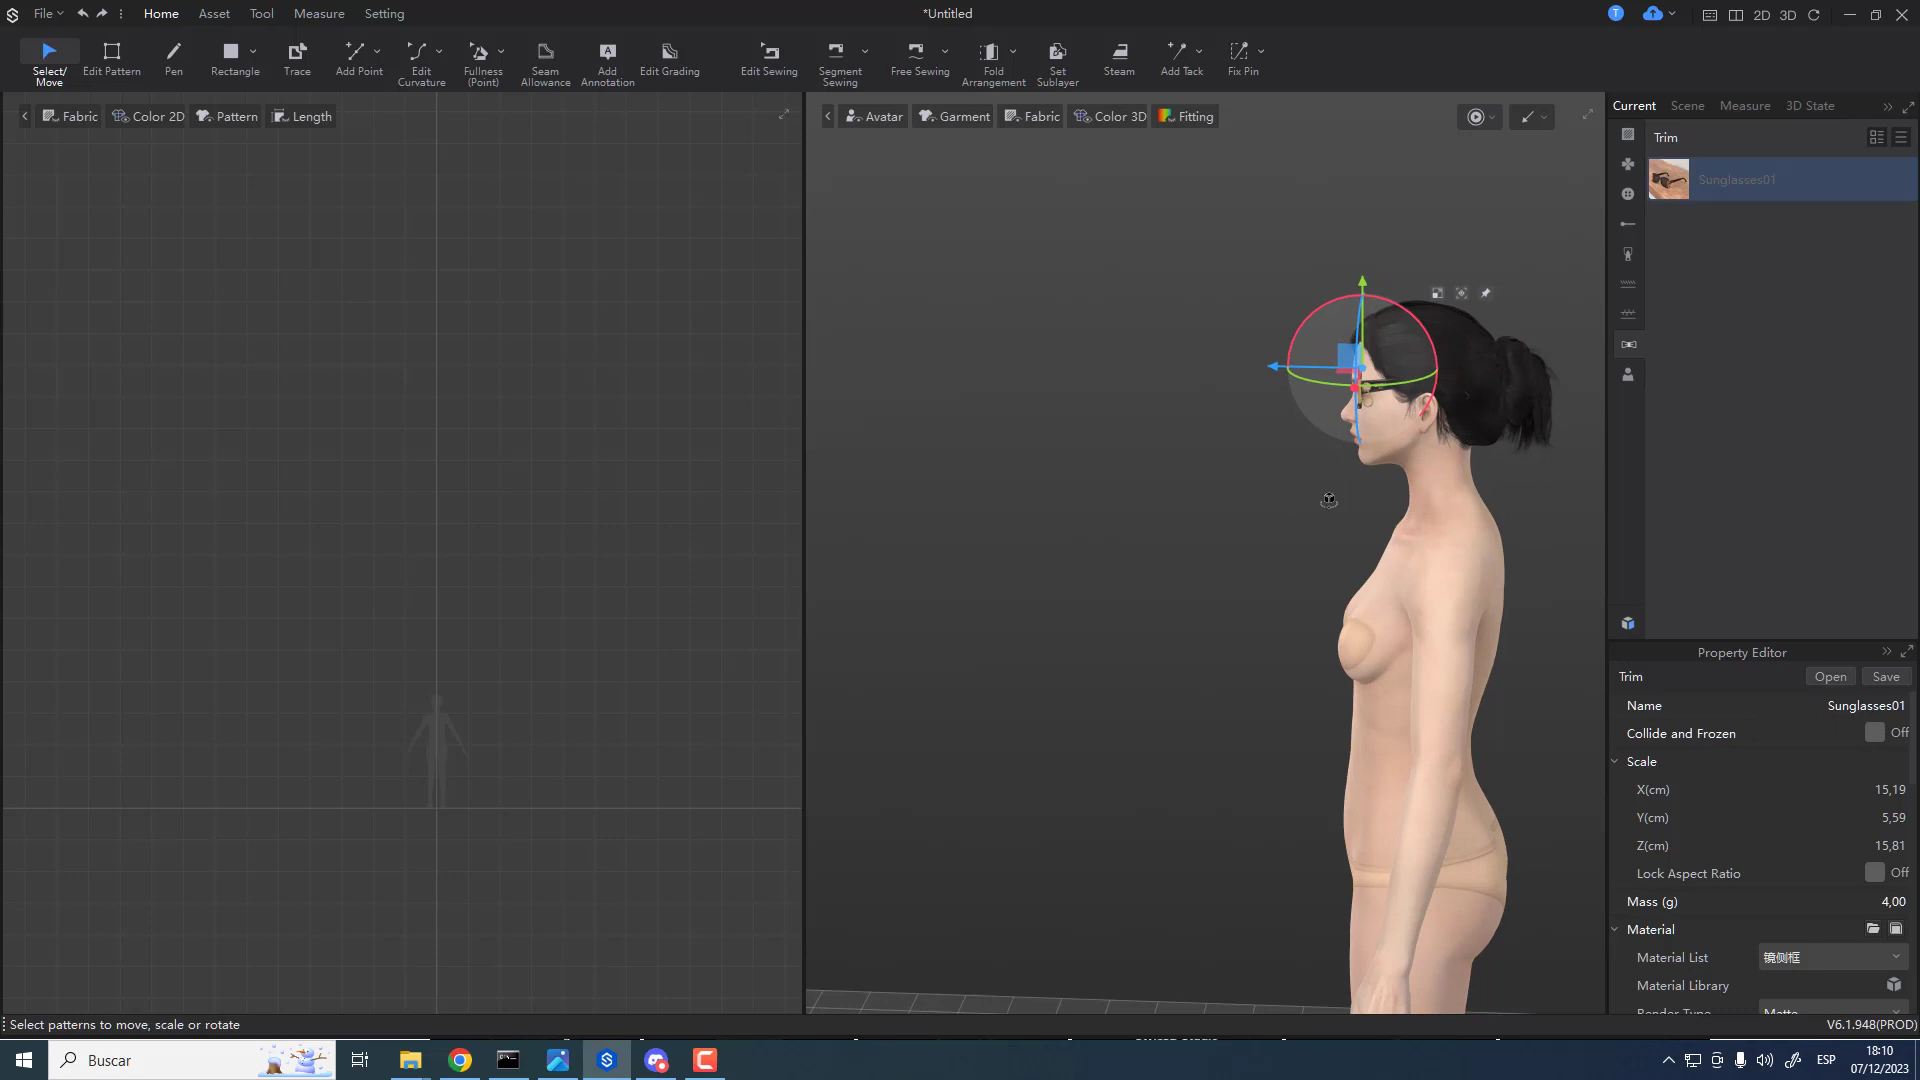 File
Home
Asset
Tool
Measure
Setting
*Untitled
T
2D
3D
Select/
Move
Edit Pattern
Pen
Rectangle
Trace
Add Point
Edit
Curvature
Fullness
(Point)
Seam
Allowance
Add
Annotation
Edit Grading
Edit Sewing
Segment
Sewing
Free Sewing
Fold
Arrangement
Set
Sublayer
Steam
Add Tack
Fix Pin
Fabric
Color 2D
Pattern
Length
Avatar
Garment
Fabric
Color 3D
Fitting
Current
Scene
Measure
3D State
Trim
Sunglasses01
Property Editor
Trim
Open
Save
Name
Sunglasses01
Collide and Frozen
Off
Scale
X(cm)
15,19
Y(cm)
5,59
Z(cm)
15,81
Lock Aspect Ratio
Off
Mass (g)
4,00
Material
Material List
镜侧框
Material Library
Render Type
Matte
Select patterns to move, scale or rotate
V6.1.948(PROD)
Buscar
ESP
18:10
07/12/2023